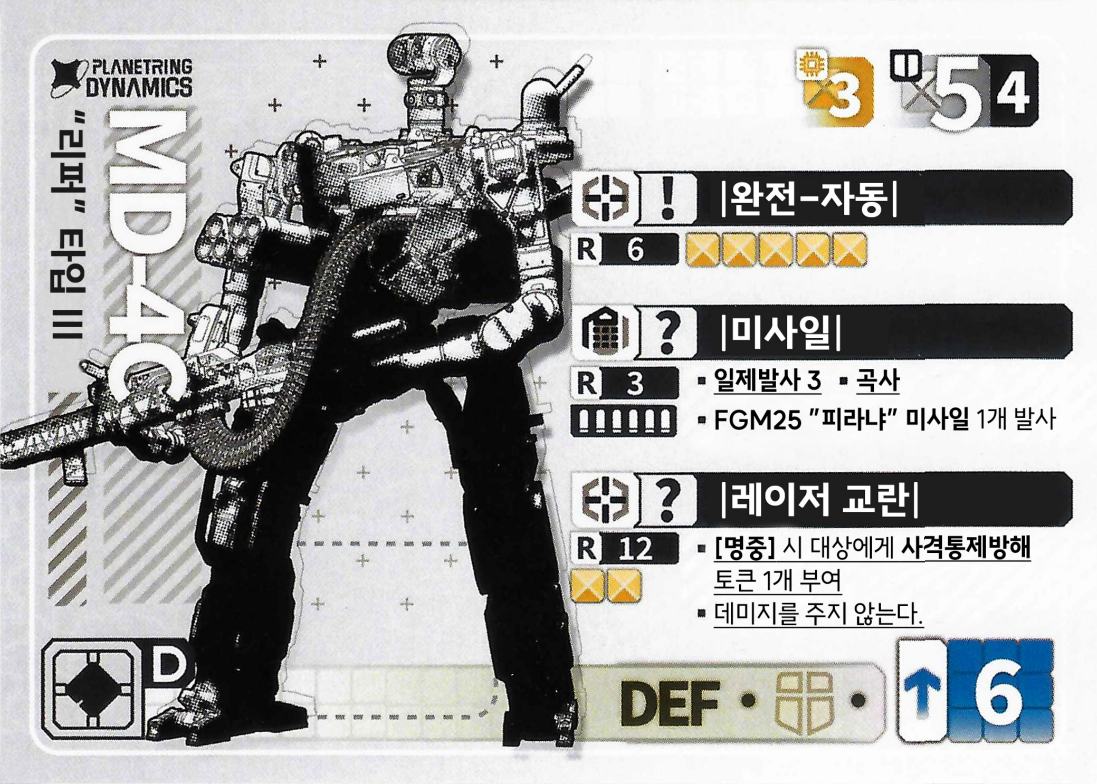 PLANETRING
DYNAMICS
MD-4C
"리퍼" 타입 III
3
5 4
! |완전-자동|
R 6
? |미사일|
R 3 ▪ 일제발사 3 ▪ 곡사
▪ FGM25 "피라냐" 미사일 1개 발사
? |레이저 교란|
R 12 ▪ [명중] 시 대상에게 사격통제방해
토큰 1개 부여
▪ 데미지를 주지 않는다.
D
DEF • •
6